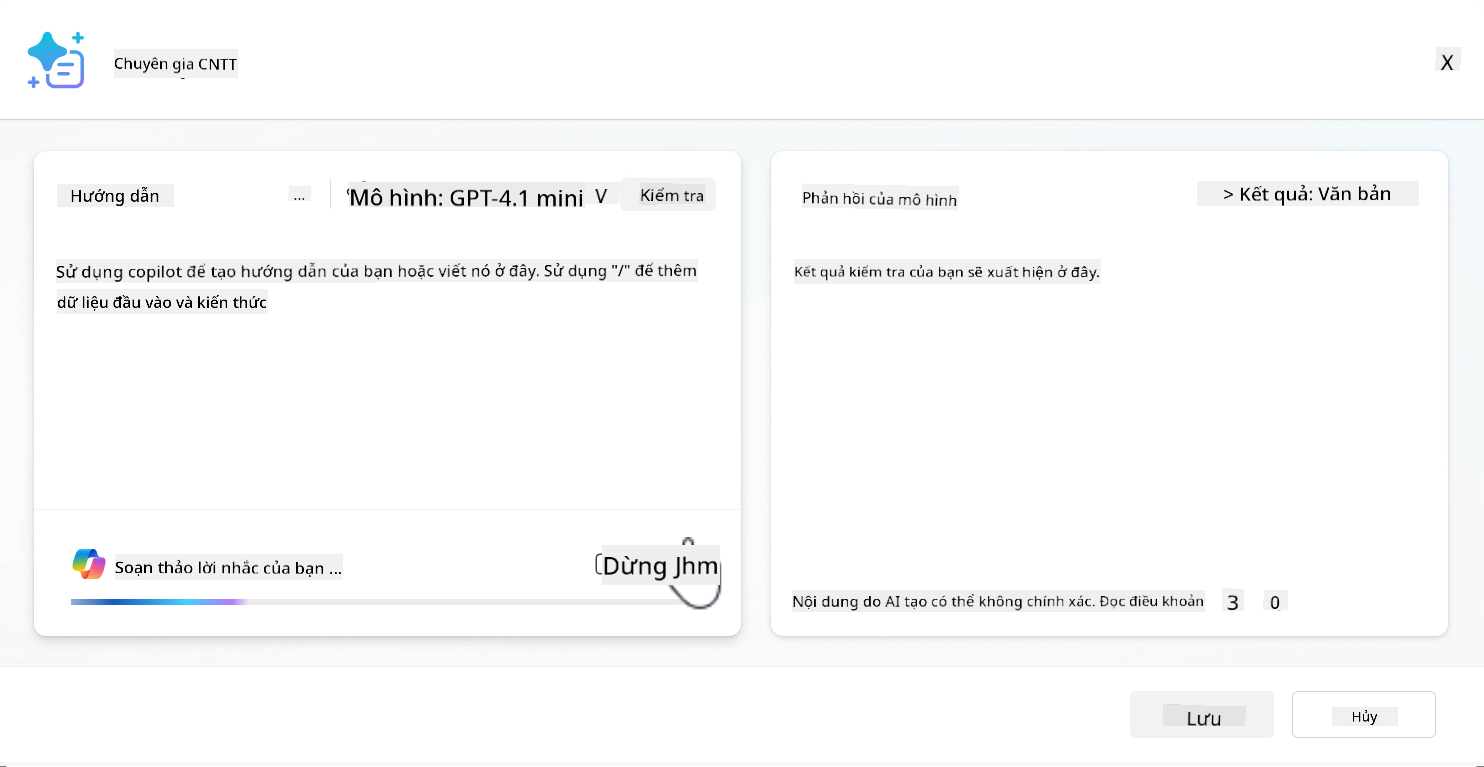 Chuyên gia CNTT
X
Hướng dẫn
...
Mô hình: GPT-4.1 mini
V
Kiểm tra
Sử dụng copilot để tạo hướng dẫn của bạn hoặc viết nó ở đây. Sử dụng "/" để thêm
dữ liệu đầu vào và kiến thức
Soạn thảo lời nhắc của bạn ...
Dừng Jhm
Phản hồi của mô hình
> Kết quả: Văn bản
Kết quả kiểm tra của bạn sẽ xuất hiện ở đây.
Nội dung do AI tạo có thể không chính xác. Đọc điều khoản
3
0
Lưu
Hủy